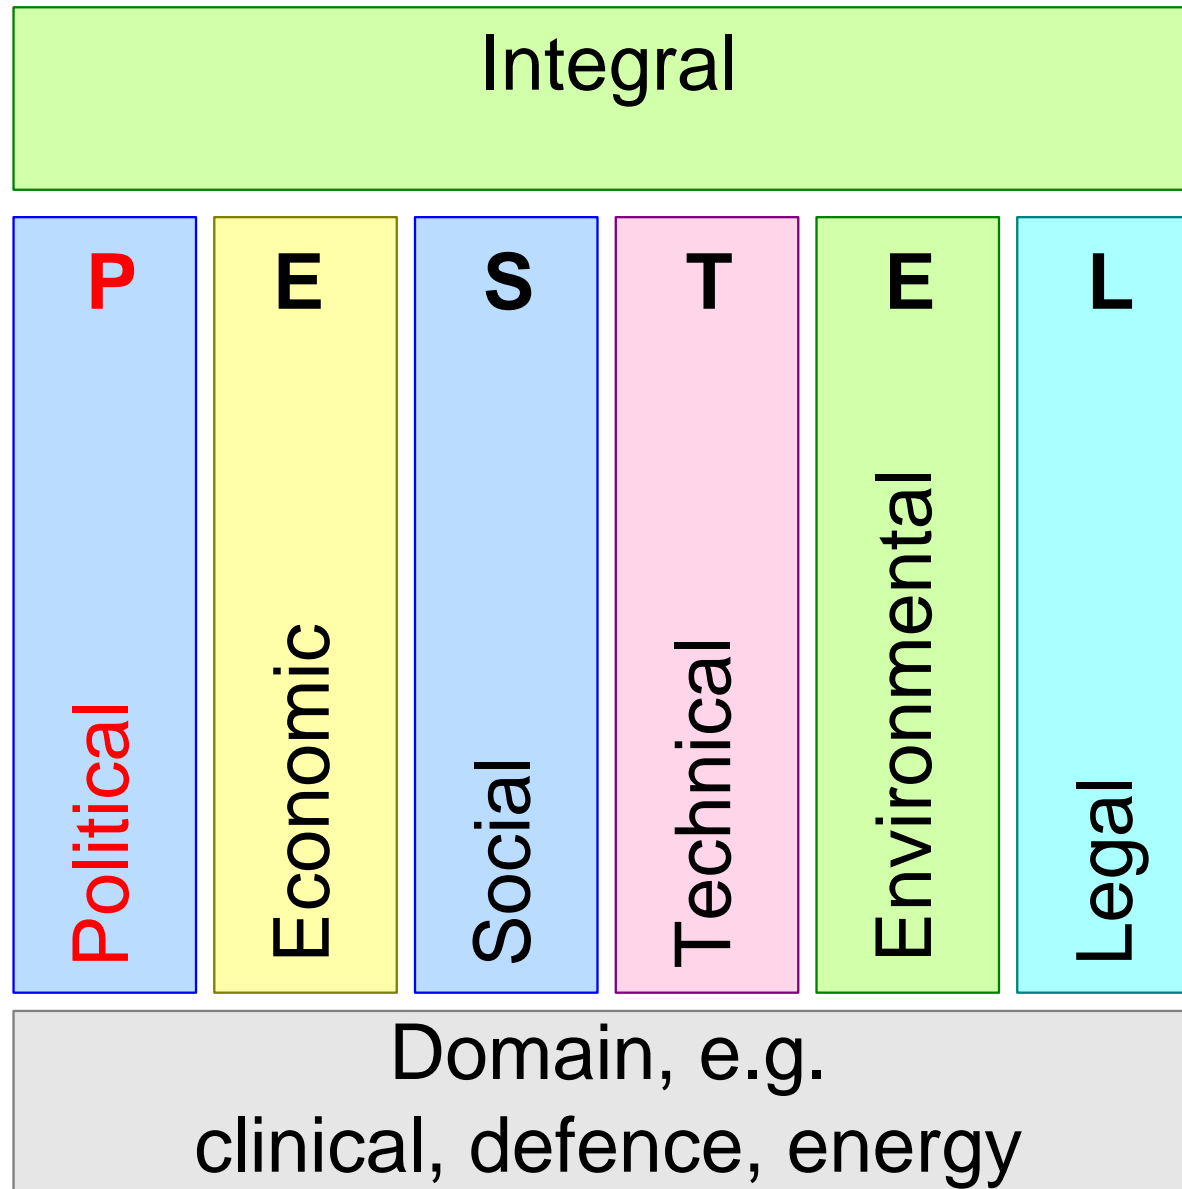 Integral
P E S T E L
Political Economic Social Technical Environmental Legal
Domain, e.g.
clinical, defence, energy